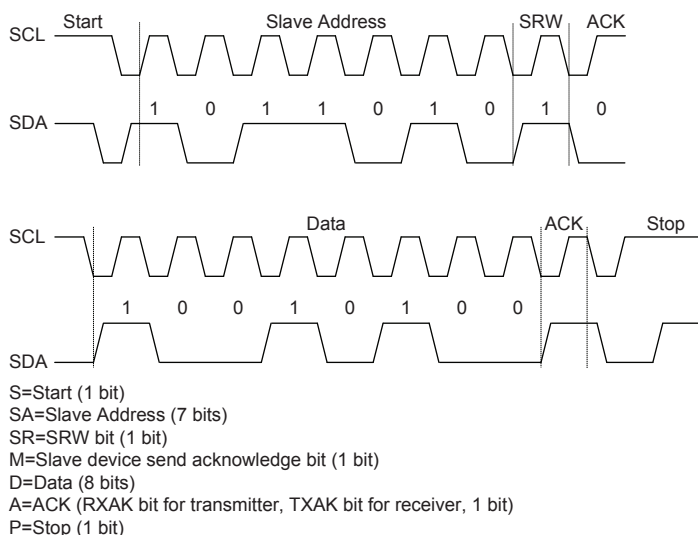 Start Slave Address SRW ACK
SCL
1 0 1 1 0 1 0 1 0
SDA
Data ACK Stop
SCL
1 0 0 1 0 1 0 0
SDA
S=Start (1 bit)
SA=Slave Address (7 bits)
SR=SRW bit (1 bit)
M=Slave device send acknowledge bit (1 bit)
D=Data (8 bits)
A=ACK (RXAK bit for transmitter, TXAK bit for receiver, 1 bit)
P=Stop (1 bit)